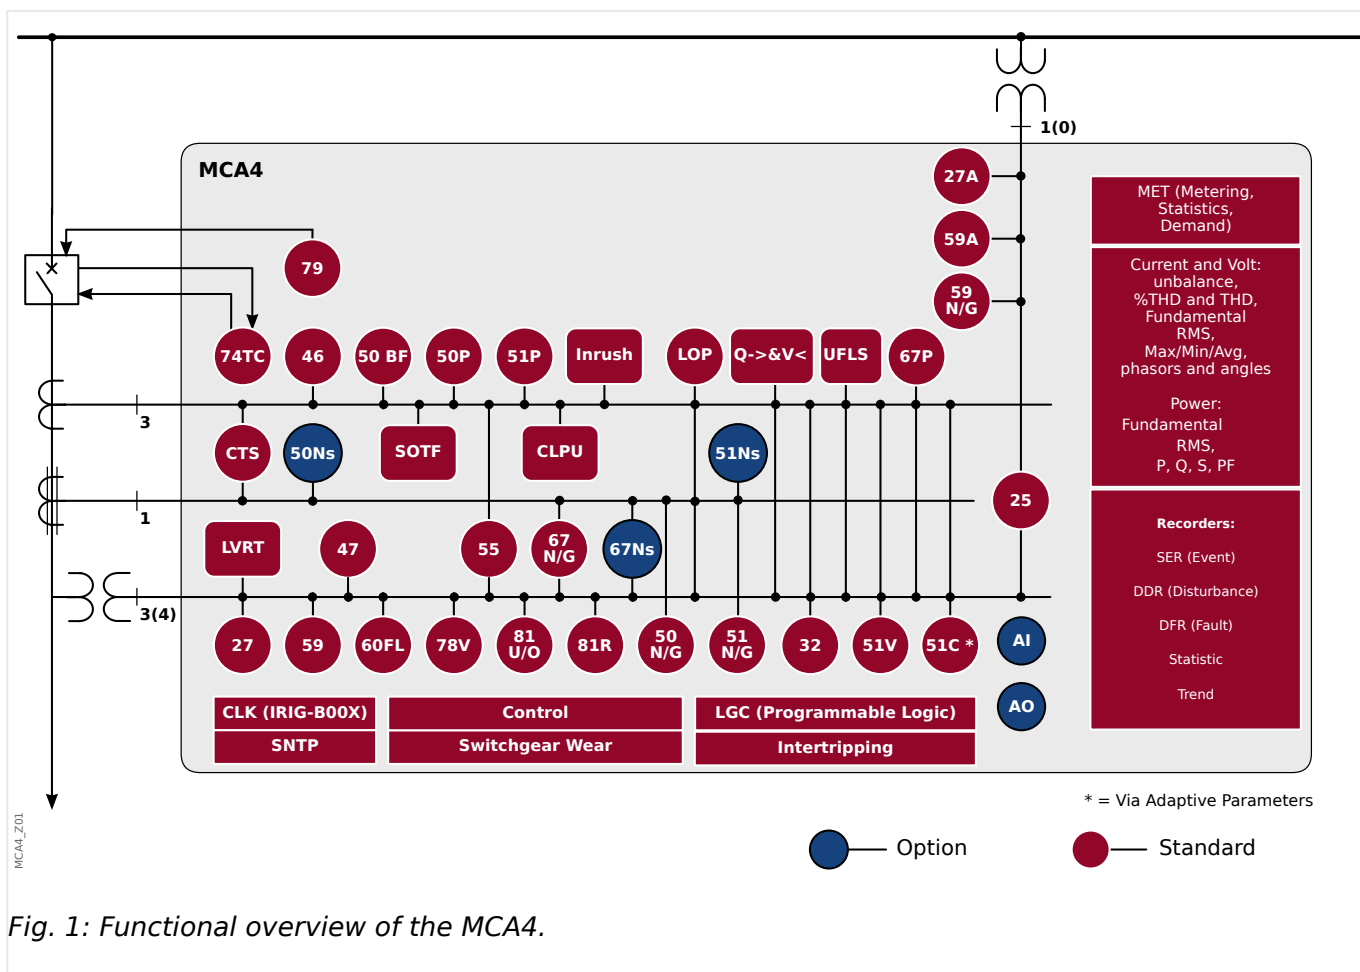 1(0)
MCA4
27A
59A
59
N/G
MET (Metering,
Statistics,
Demand)
Current and Volt:
unbalance,
%THD and THD,
Fundamental
RMS,
Max/Min/Avg,
phasors and angles
Power:
Fundamental
RMS,
P, Q, S, PF
Recorders:
SER (Event)
DDR (Disturbance)
DFR (Fault)
Statistic
Trend
79
74TC
46
50 BF
50P
51P
Inrush
LOP
Q->&V<
UFLS
67P
3
CTS
50Ns
SOTF
CLPU
51Ns
1
25
LVRT
47
55
67
N/G
67Ns
3(4)
27
59
60FL
78V
81
U/O
81R
50
N/G
51
N/G
32
51V
51C *
AI
AO
CLK (IRIG-B00X)
Control
LGC (Programmable Logic)
SNTP
Switchgear Wear
Intertripping
* = Via Adaptive Parameters
MCA4_Z01
Option
Standard
Fig. 1: Functional overview of the MCA4.